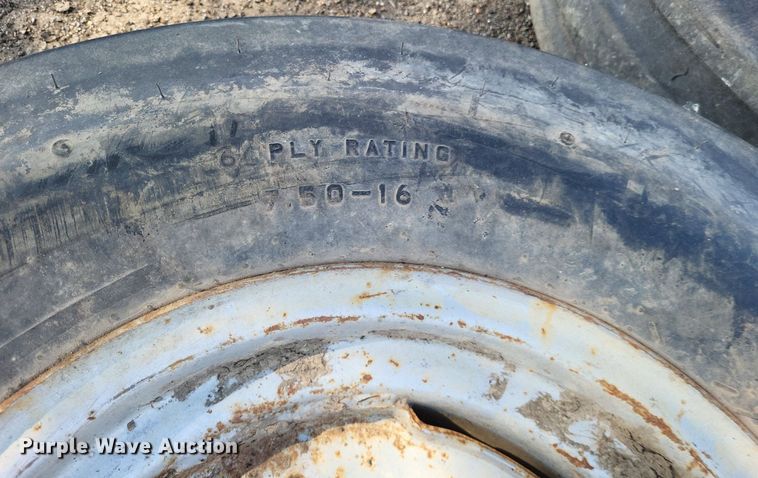 6 PLY RATING
7.50-16
Purple Wave Auction